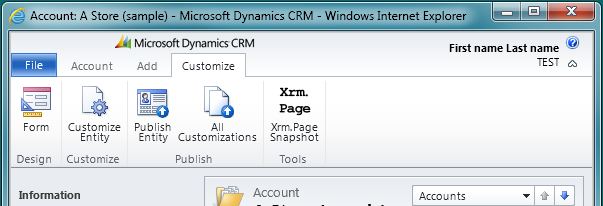 Account: A Store (sample) - Microsoft Dynamics CRM - Windows Internet Explorer
Microsoft Dynamics CRM
First name Last name
TEST
File Account Add Customize
Xrm.
Page
Form Customize Entity Publish Entity All Customizations Xrm.Page Snapshot
Design Customize Publish Tools
Information
Account
Accounts